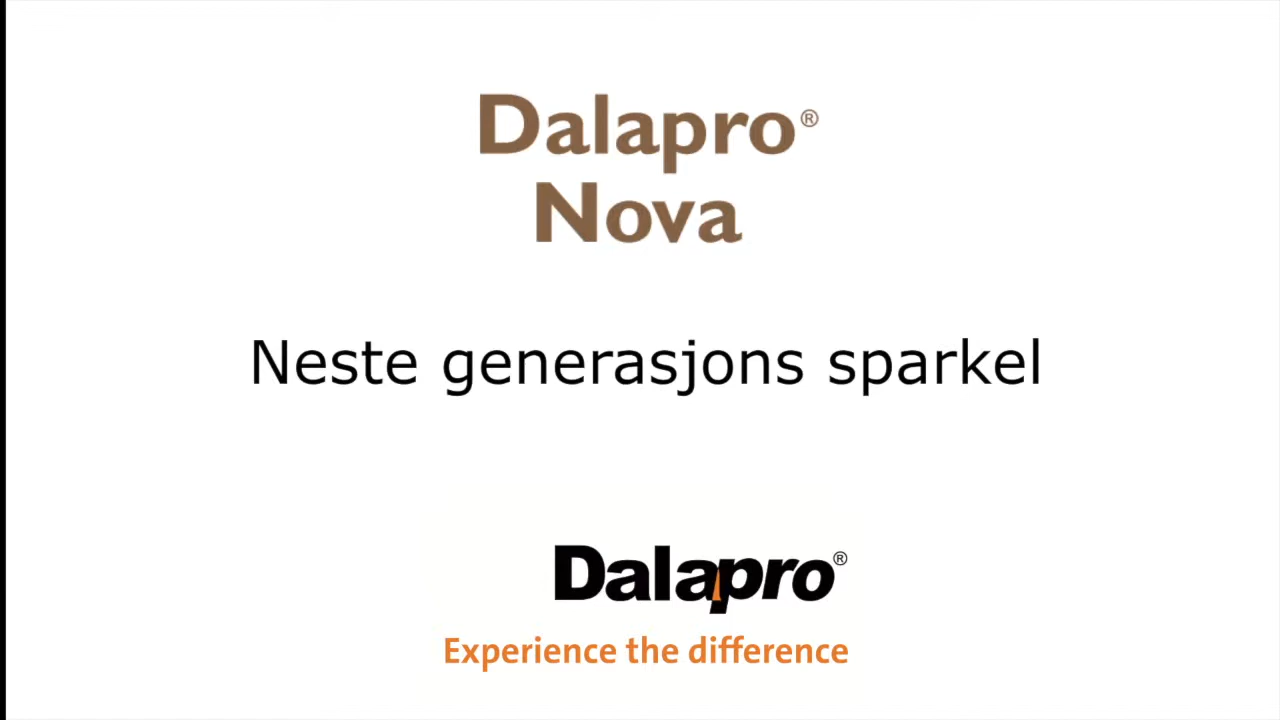 Dalapro®
Nova
Neste generasjons sparkel
Dalapro®
Experience the difference